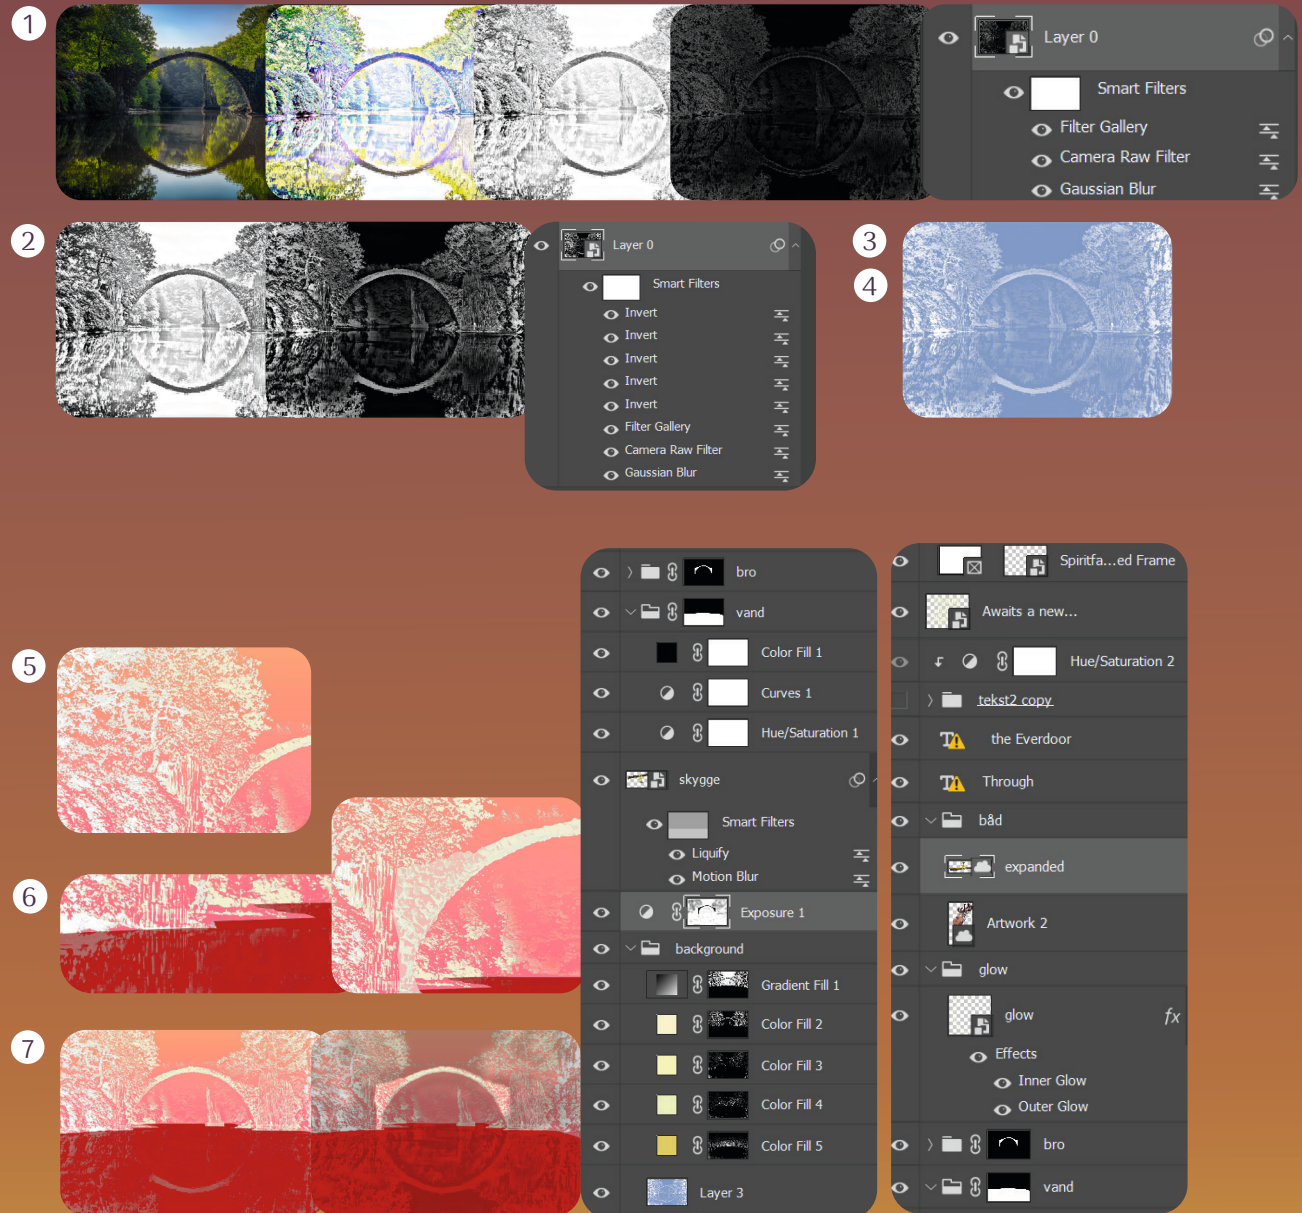 1
Layer 0
Smart Filters
Filter Gallery
Camera Raw Filter
Gaussian Blur
2
Layer 0
Smart Filters
Invert
Invert
Invert
Invert
Invert
Filter Gallery
Camera Raw Filter
Gaussian Blur
3
4
5
6
7
bro
vand
Color Fill 1
Curves 1
Hue/Saturation 1
skygge
Smart Filters
Liquify
Motion Blur
Exposure 1
background
Gradient Fill 1
Color Fill 2
Color Fill 3
Color Fill 4
Color Fill 5
Layer 3
Spiritfa...ed Frame
Awaits a new...
Hue/Saturation 2
tekst2 copy
T the Everdoor
T Through
båd
expanded
Artwork 2
glow
glow fx
Effects
Inner Glow
Outer Glow
bro
vand